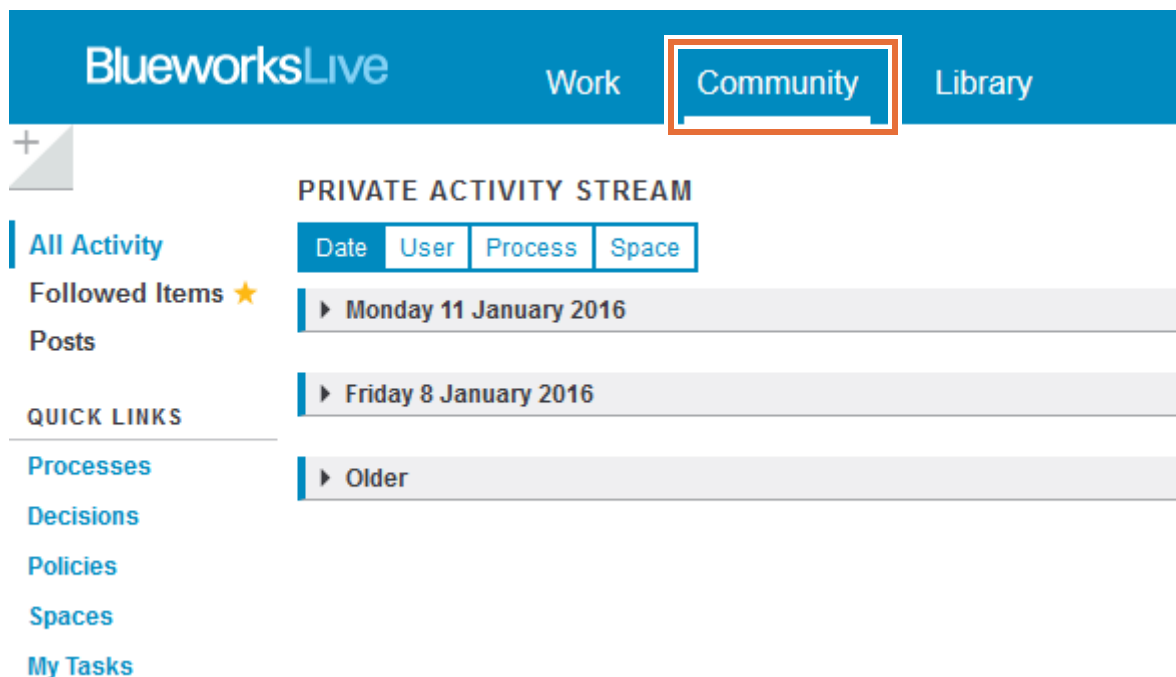 BlueworksLive
Work Community Library
All Activity
Followed Items
Posts
QUICK LINKS
Processes
Decisions
Policies
Spaces
My Tasks
PRIVATE ACTIVITY STREAM
Date User Process Space
Monday 11 January 2016
Friday 8 January 2016
Older